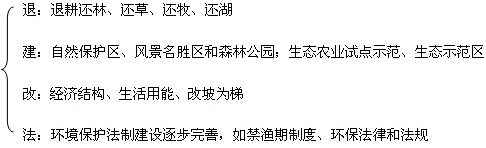 退：退耕还林、还草、还牧、还湖
建：自然保护区、风景名胜区和森林公园；生态农业试点示范、生态示范区
改：经济结构、生活用能、改坡为梯
法：环境保护法制建设逐步完善，如禁渔期制度、环保法律和法规